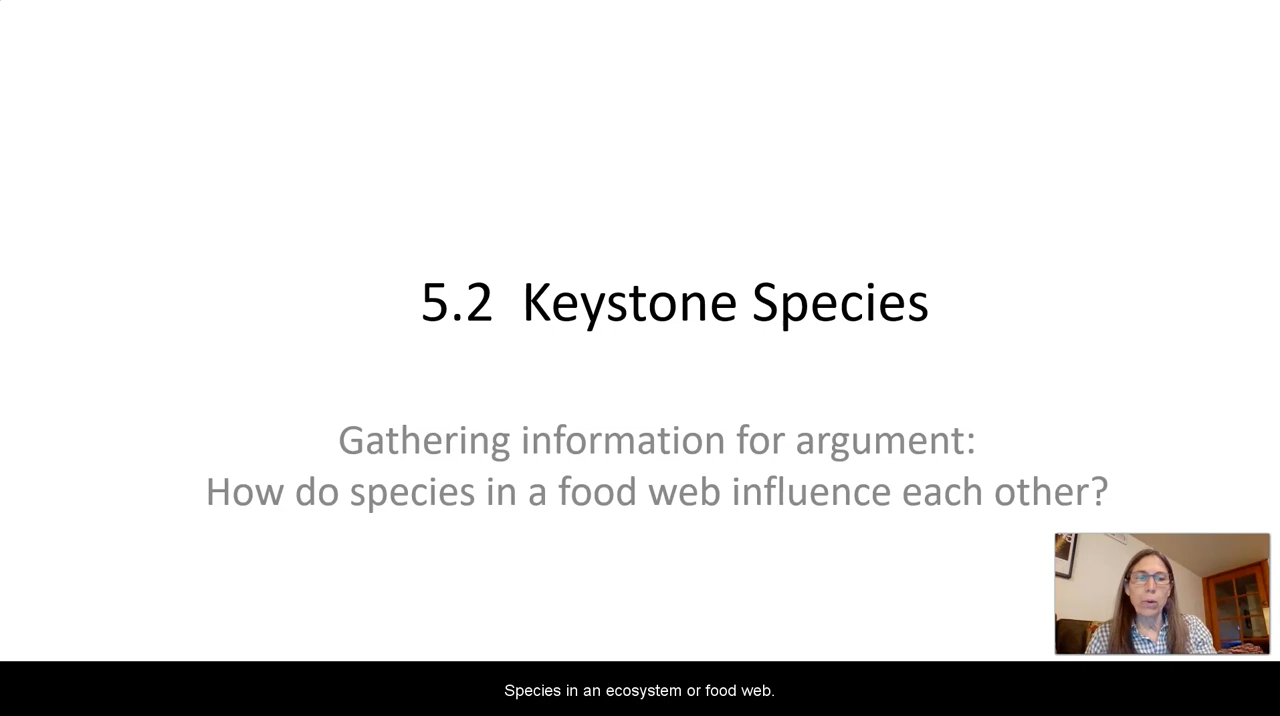 5.2 Keystone Species
Gathering information for argument:
How do species in a food web influence each other?
Species in an ecosystem or food web.